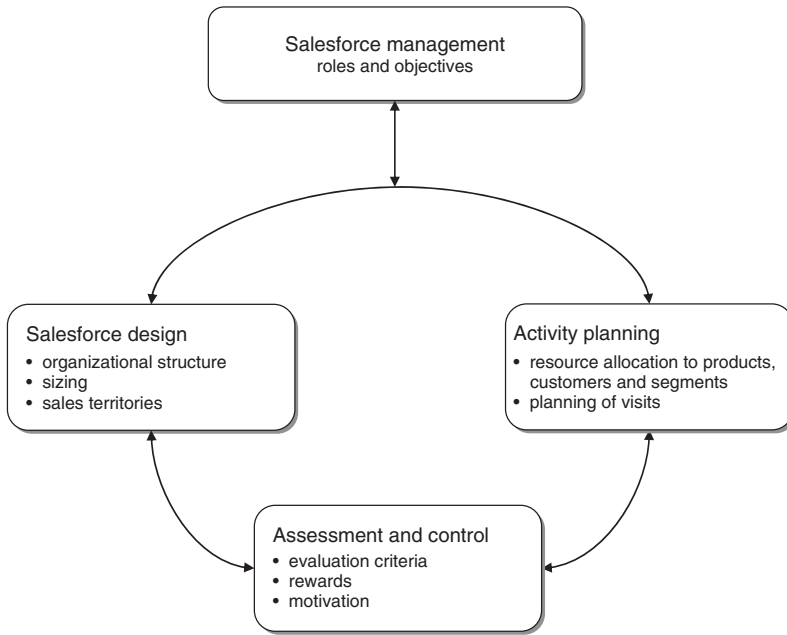 Salesforce management
roles and objectives
Salesforce design
• organizational structure
• sizing
• sales territories
Activity planning
• resource allocation to products,
customers and segments
• planning of visits
Assessment and control
• evaluation criteria
• rewards
• motivation